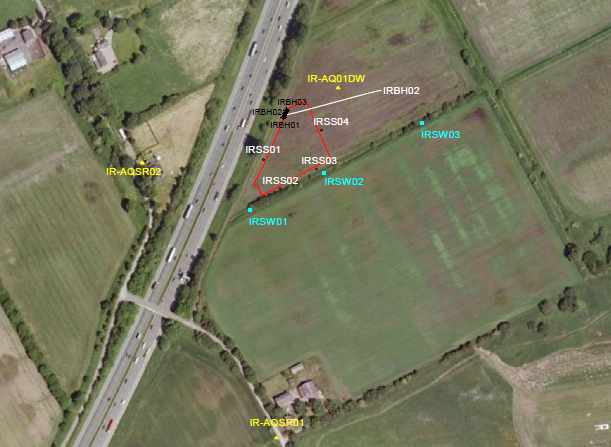 IR-AQ01DW
IRBH02
IRBH03
IRBH02
IRBH01
IRSS04
IRSW03
IRSS01
IRSS03
IR-AQSR02
IRSS02
IRSW02
IRSW01
IR-AQSR01